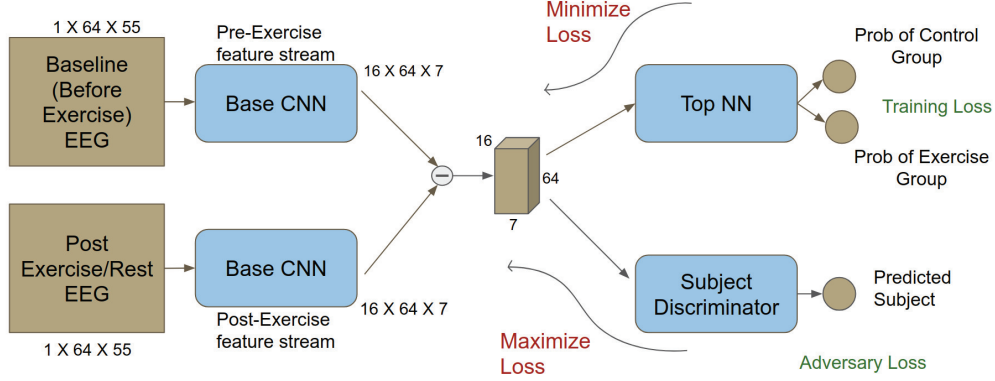 1 X 64 X 55
Baseline
(Before
Exercise)
EEG
Pre-Exercise
feature stream
16 X 64 X 7
Base CNN
Post
Exercise/Rest
EEG
1 X 64 X 55
Base CNN
16 X 64 X 7
Post-Exercise
feature stream
−
16
64
7
Minimize
Loss
Top NN
Prob of Control
Group
Training Loss
Prob of Exercise
Group
Maximize
Loss
Subject
Discriminator
Predicted
Subject
Adversary Loss